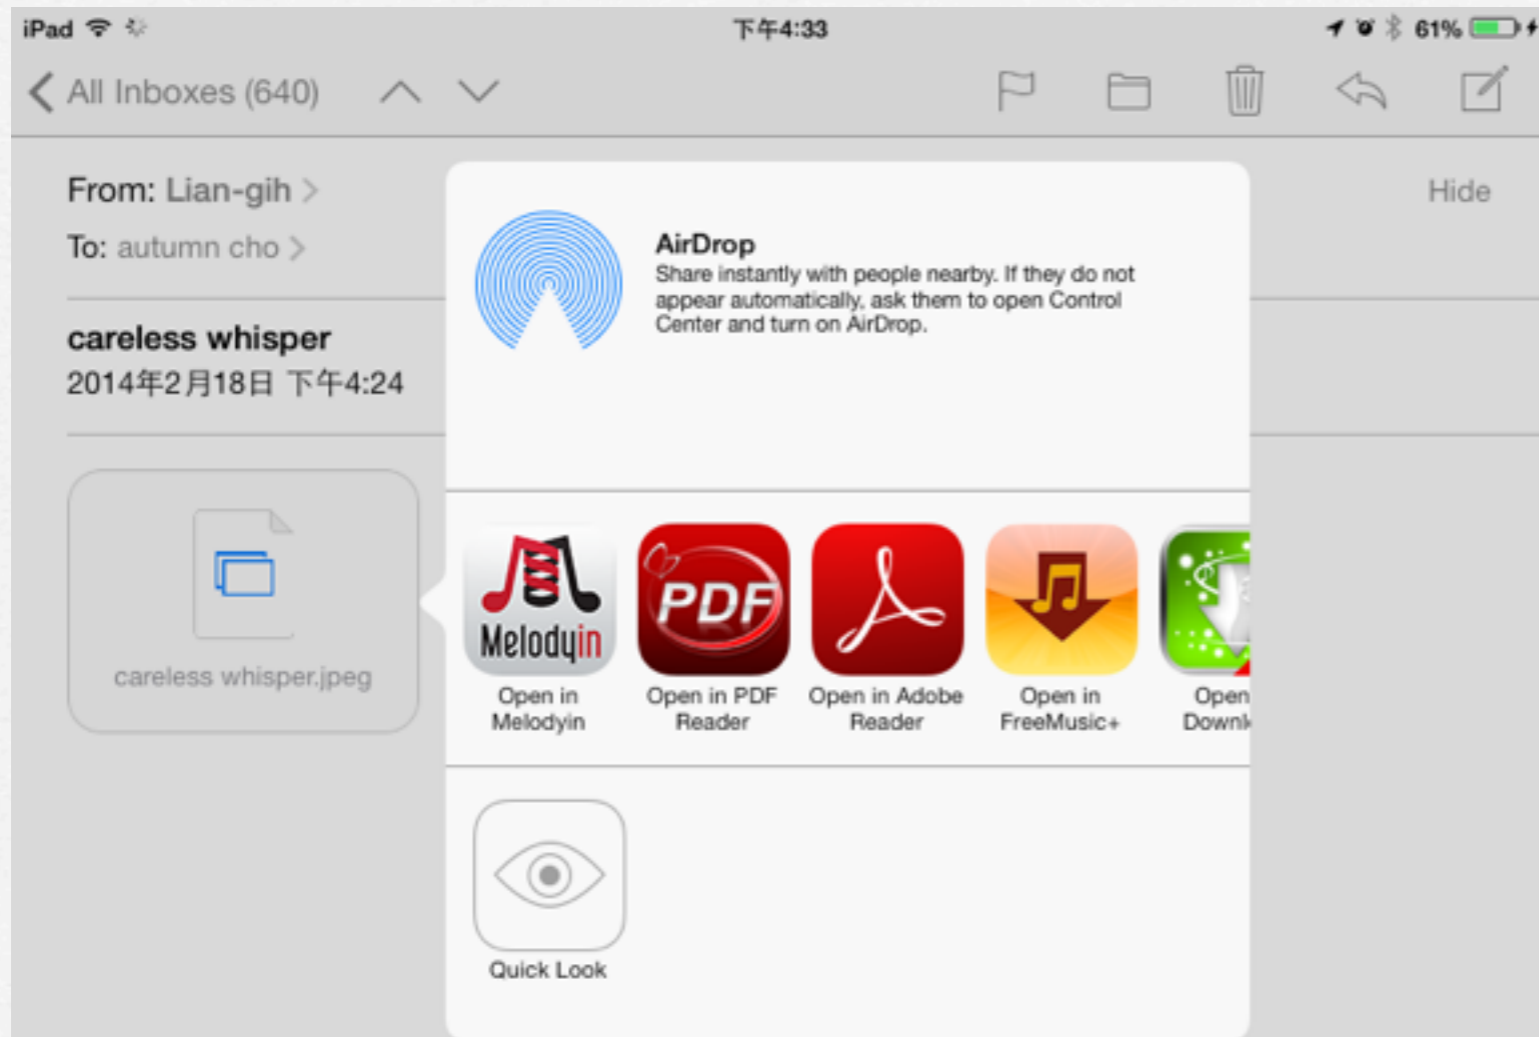 iPad
下午4:33
61%
All Inboxes (640)
From: Lian-gih
Hide
To: autumn cho
careless whisper
2014年2月18日 下午4:24
AirDrop
Share instantly with people nearby. If they do not
appear automatically, ask them to open Control
Center and turn on AirDrop.
careless whisper.jpeg
Melodyin
PDF
Open in
Melodyin
Open in PDF
Reader
Open in Adobe
Reader
Open in
FreeMusic+
Open
Quick Look